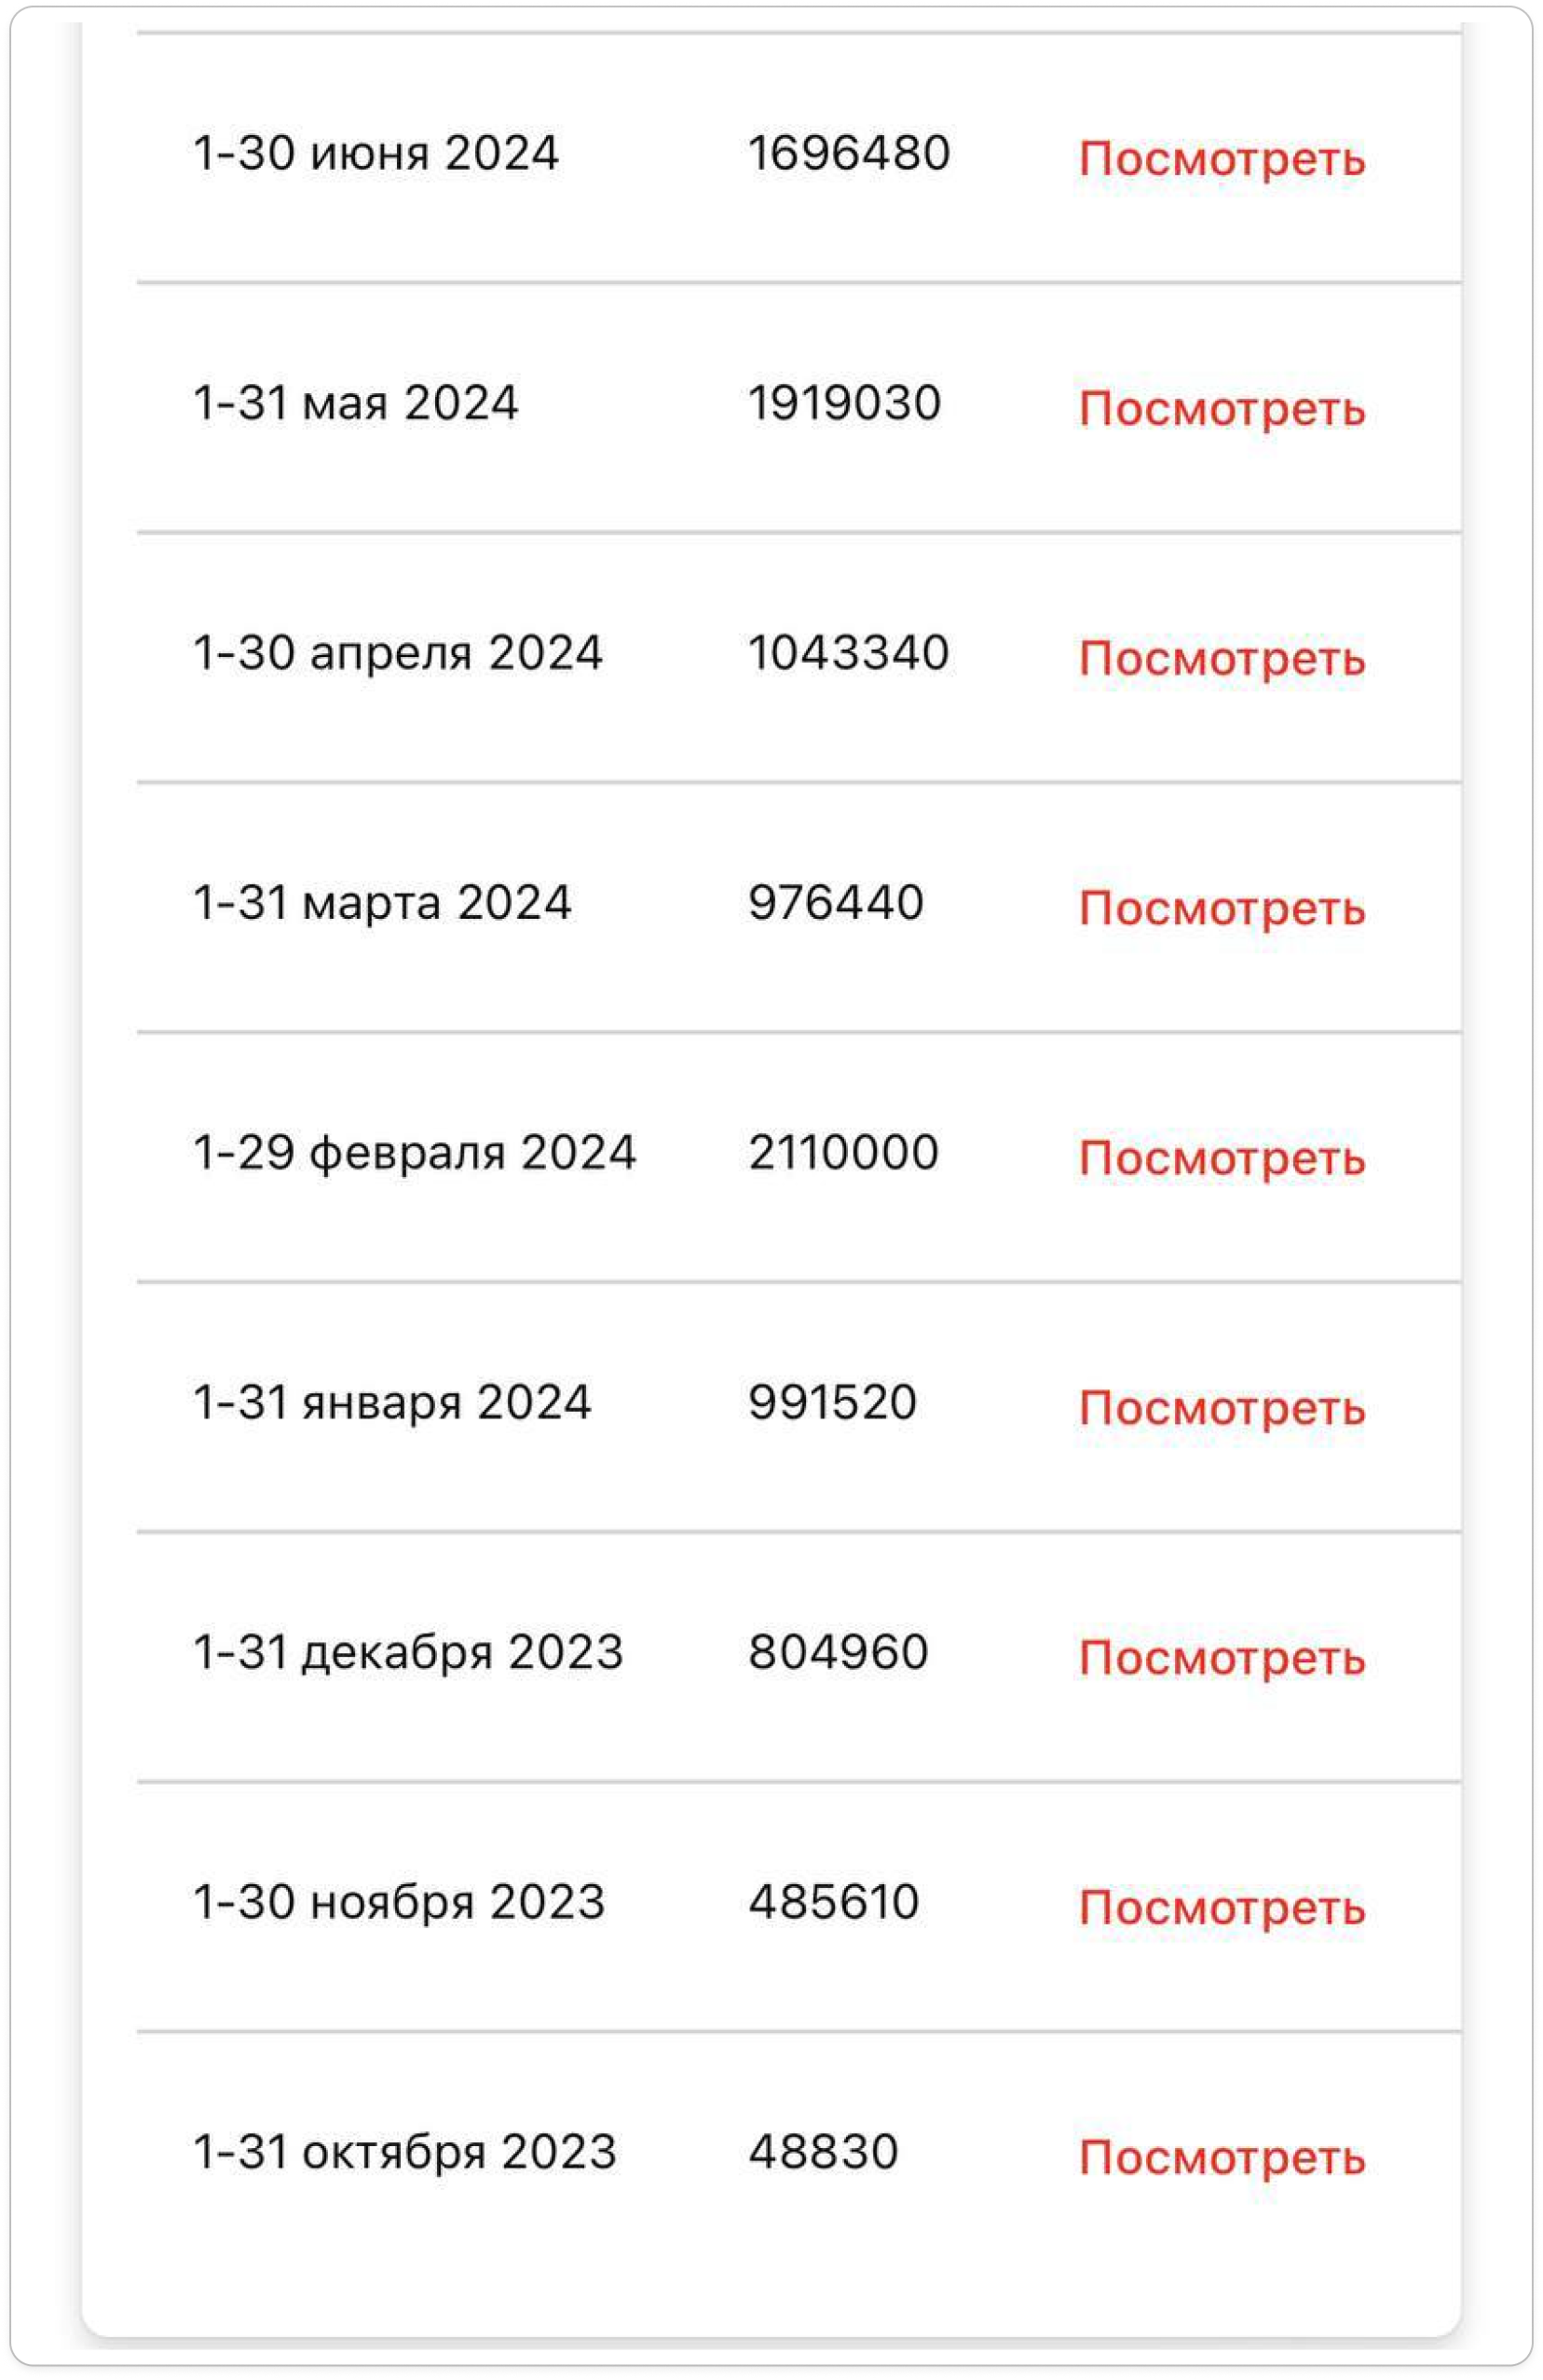 1-30 июня 2024 1696480 Посмотреть
1-31 мая 2024 1919030 Посмотреть
1-30 апреля 2024 1043340 Посмотреть
1-31 марта 2024 976440 Посмотреть
1-29 февраля 2024 2110000 Посмотреть
1-31 января 2024 991520 Посмотреть
1-31 декабря 2023 804960 Посмотреть
1-30 ноября 2023 485610 Посмотреть
1-31 октября 2023 48830 Посмотреть